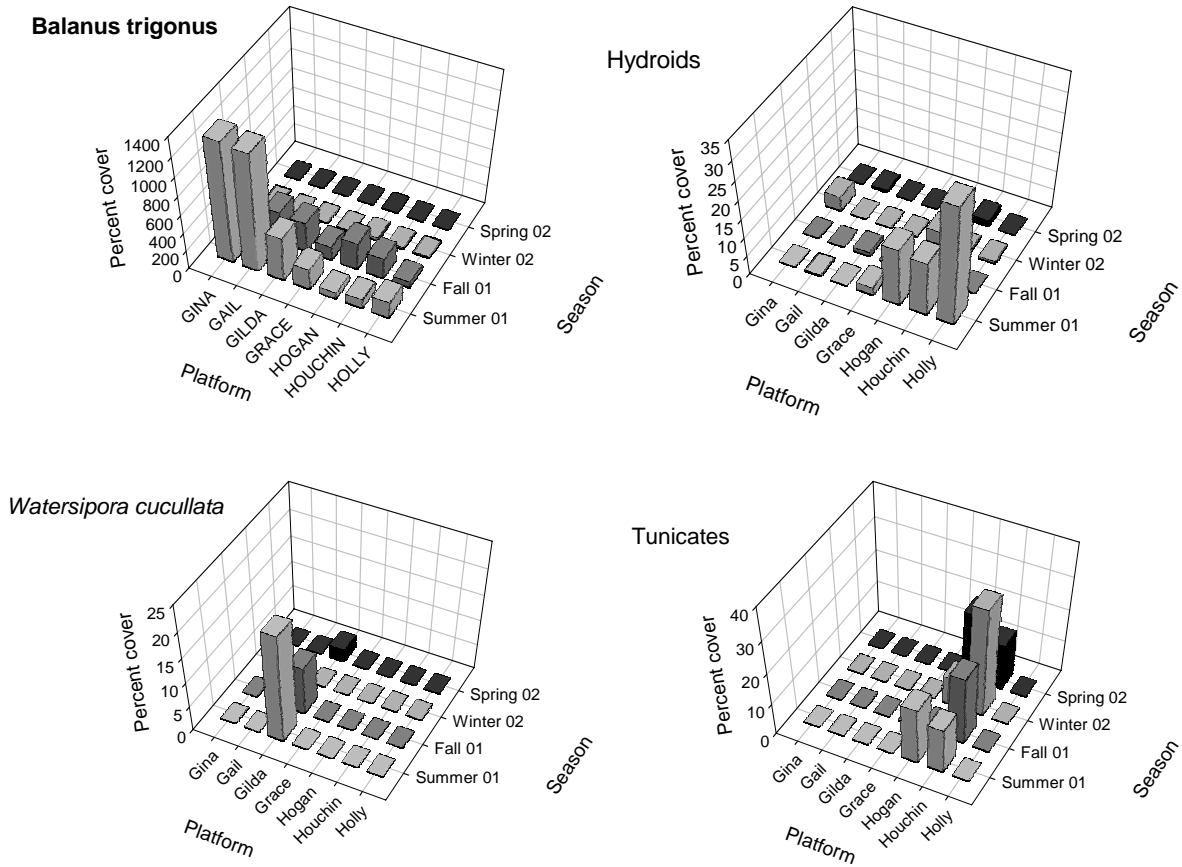 Balanus trigonus
Percent cover
1400
1200
1000
800
600
400
200
0
GINA
GAIL
GILDA
GRACE
HOGAN
HOUCHIN
HOLLY
Platform
Spring 02
Winter 02
Fall 01
Summer 01
Season
Hydroids
Percent cover
35
30
25
20
15
10
5
0
Gina
Gail
Gilda
Grace
Hogan
Houchin
Holly
Platform
Spring 02
Winter 02
Fall 01
Summer 01
Season
Watersipora cucullata
Percent cover
25
20
15
10
5
0
Gina
Gail
Gilda
Grace
Hogan
Houchin
Holly
Platform
Spring 02
Winter 02
Fall 01
Summer 01
Season
Tunicates
Percent cover
40
30
20
10
0
Gina
Gail
Gilda
Grace
Hogan
Houchin
Holly
Platform
Spring 02
Winter 02
Fall 01
Summer 01
Season